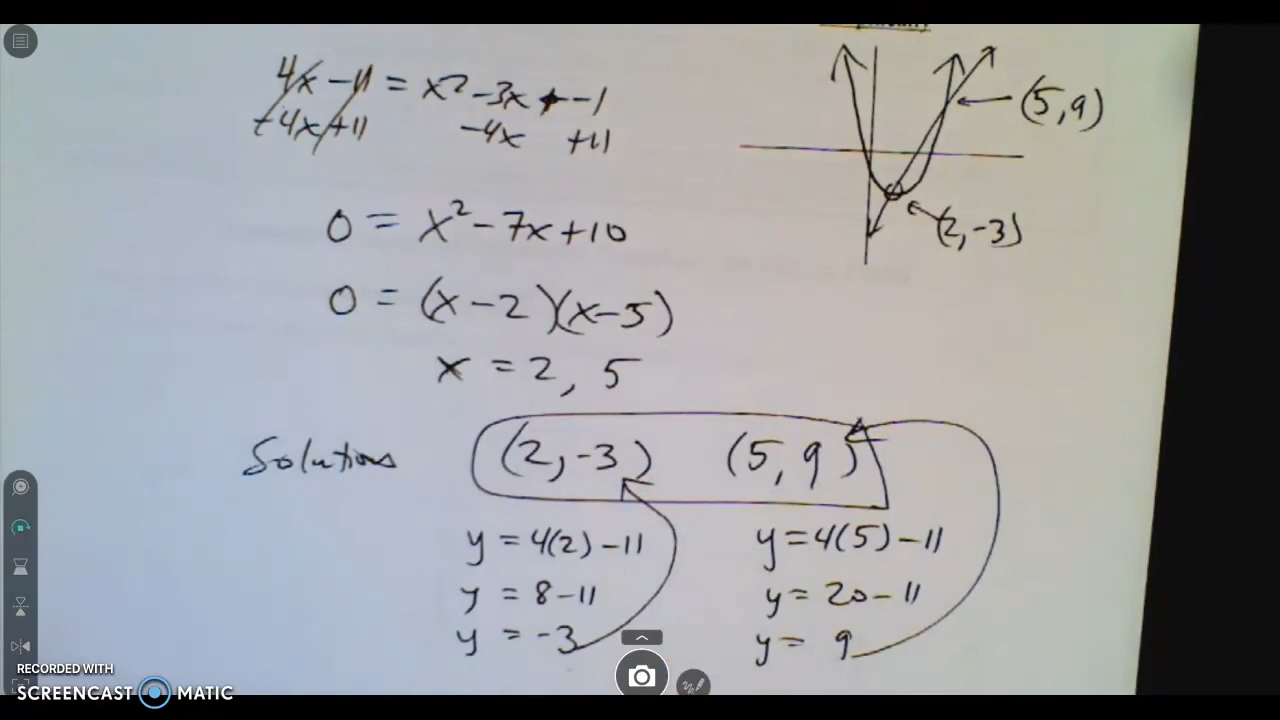 4x - 11 = x² - 3x - 1
-4x + 11 -4x +11
0 = x² - 7x + 10
0 = (x - 2)(x - 5)
x = 2, 5
(5, 9)
(2, -3)
Solutions (2, -3) (5, 9)
y = 4(2) - 11
y = 8 - 11
y = -3
y = 4(5) - 11
y = 20 - 11
y = 9
RECORDED WITH
SCREENCAST MATIC